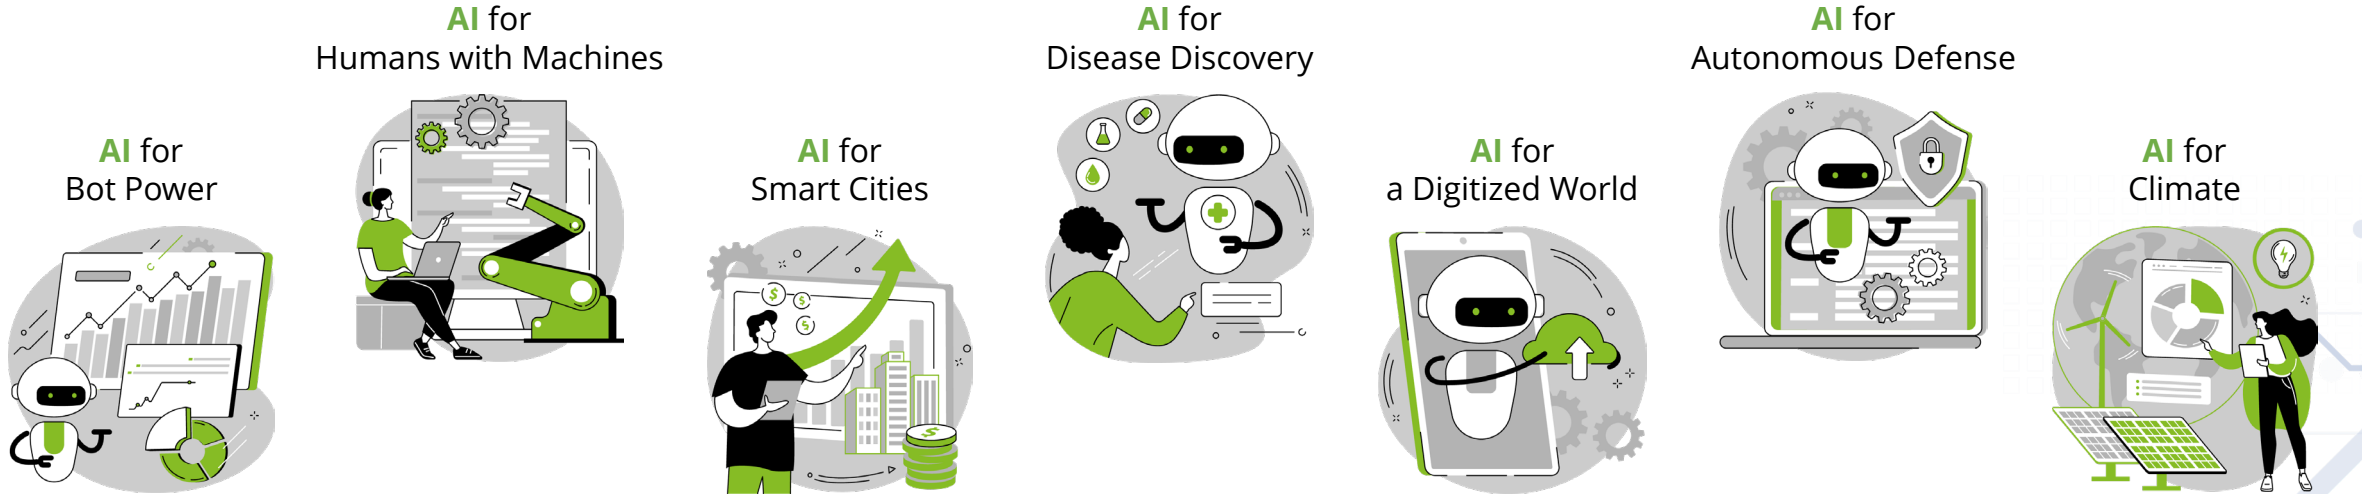 AI for
Bot Power
AI for
Humans with Machines
AI for
Smart Cities
AI for
Disease Discovery
AI for
a Digitized World
AI for
Autonomous Defense
AI for
Climate
$
$
$
$